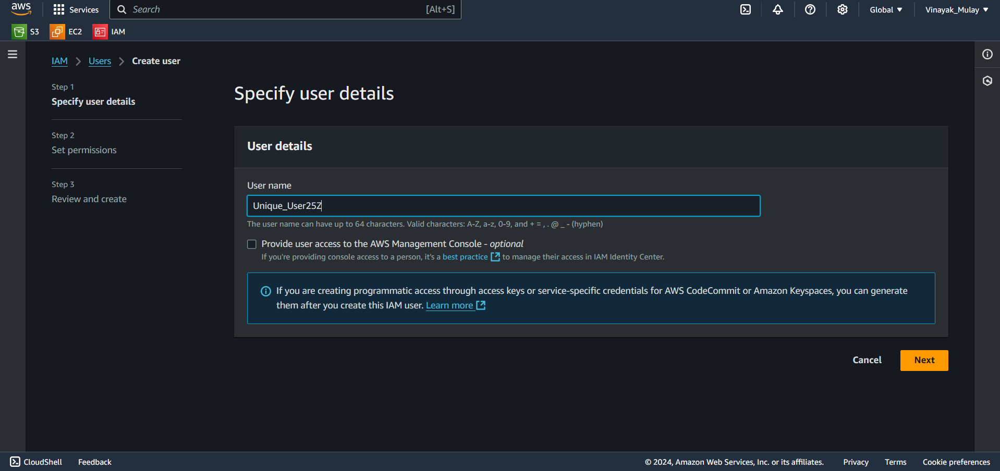 aws Services Search [Alt+S] Global Vinayak_Mulay
S3 EC2 IAM
IAM Users Create user
Step 1
Specify user details
Step 2
Set permissions
Step 3
Review and create
Specify user details
User details
User name
Unique_User25Z
The user name can have up to 64 characters. Valid characters: A-Z, a-z, 0-9, and + = , . @ _ - (hyphen)
Provide user access to the AWS Management Console - optional
If you're providing console access to a person, it's a best practice to manage their access in IAM Identity Center.
If you are creating programmatic access through access keys or service-specific credentials for AWS CodeCommit or Amazon Keyspaces, you can generate
them after you create this IAM user. Learn more
Cancel Next
CloudShell Feedback © 2024, Amazon Web Services, Inc. or its affiliates. Privacy Terms Cookie preferences